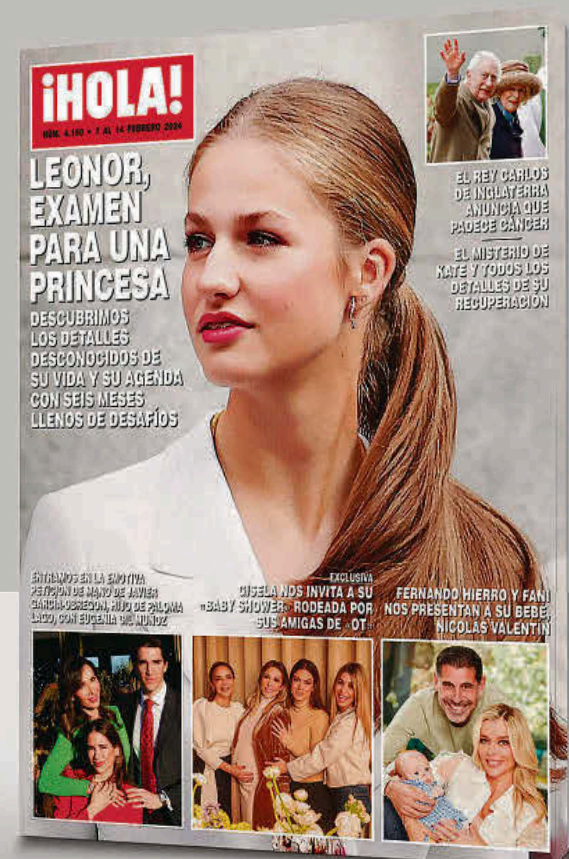 ¡HOLA!
NÚM. 4.150 • 7 AL 14 FEBRERO 2024
LEONOR,
EXAMEN
PARA UNA
PRINCESA
DESCUBRIMOS
LOS DETALLES
DESCONOCIDOS DE
SU VIDA Y SU AGENDA
CON SEIS MESES
LLENOS DE DESAFÍOS
EL REY CARLOS
DE INGLATERRA
ANUNCIA QUE
PADECE CÁNCER
EL MISTERIO DE
KATE Y TODOS LOS
DETALLES DE SU
RECUPERACIÓN
ENTRAMOS EN LA EMOTIVA
PETICIÓN DE MANO DE JAVIER
GARCÍA-OBREGÓN, HIJO DE PALOMA
LAGO, CON EUGENIA GIL MUÑOZ
EXCLUSIVA
GISELA NOS INVITA A SU
«BABY SHOWER» RODEADA POR
SUS AMIGAS DE «OT»
FERNANDO HIERRO Y FANI
NOS PRESENTAN A SU BEBÉ,
NICOLÁS VALENTÍN